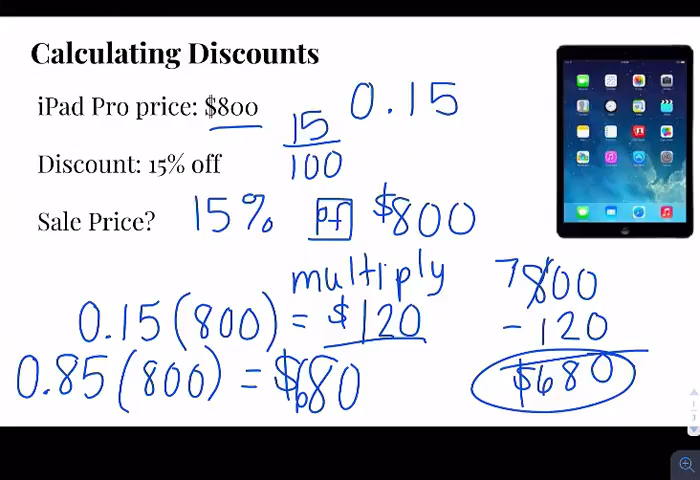 Calculating Discounts
iPad Pro price: $800
15
100
0.15
Discount: 15% off
Sale Price?
15% of $800
multiply
0.15(800) = $120
0.85(800) = $680
7800
- 120
$680